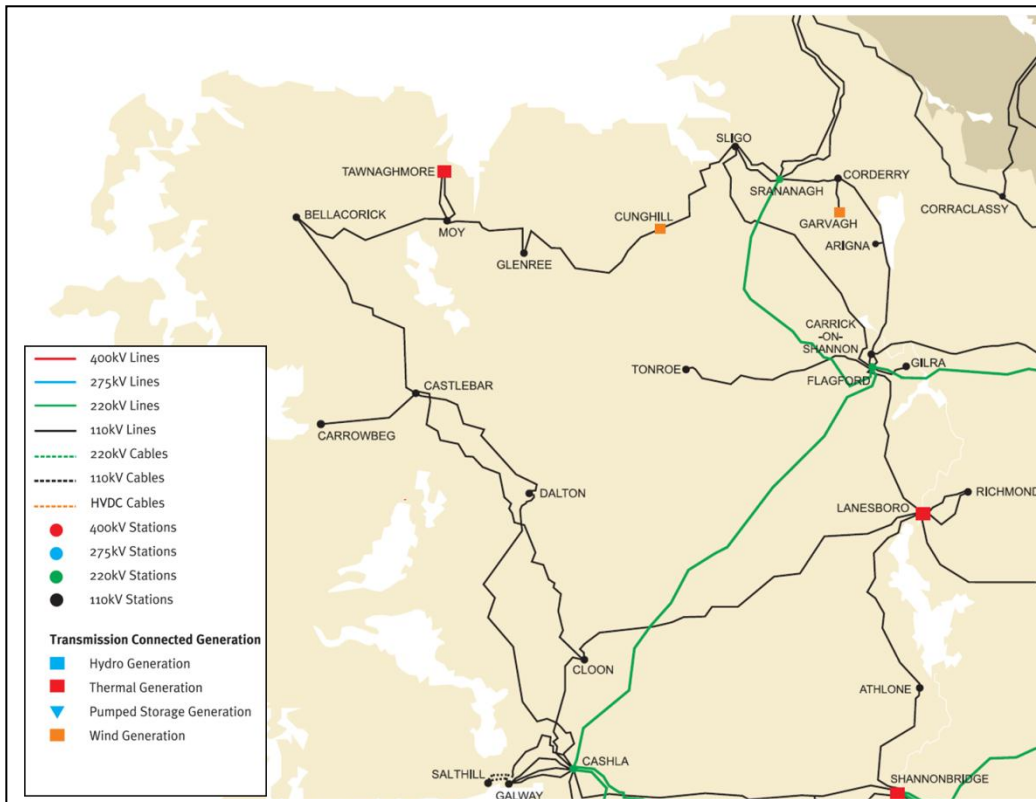 SLIGO
TAWNAGHMORE
CORDERRY
SRANANAGH
BELLACORICK
CUNGHILL
GARVAGH
CORRACLASSY
MOY
ARIGNA
GLENREE
CARRICK
-ON-
SHANNON
GILRA
TONROE
FLAGFORD
CASTLEBAR
CARROWBEG
DALTON
RICHMOND
LANESBORO
CLOON
ATHLONE
CASHLA
SALTHILL
GALWAY
SHANNONBRIDGE
400kV Lines
275kV Lines
220kV Lines
110kV Lines
220kV Cables
110kV Cables
HVDC Cables
400kV Stations
275kV Stations
220kV Stations
110kV Stations
Transmission Connected Generation
Hydro Generation
Thermal Generation
Pumped Storage Generation
Wind Generation